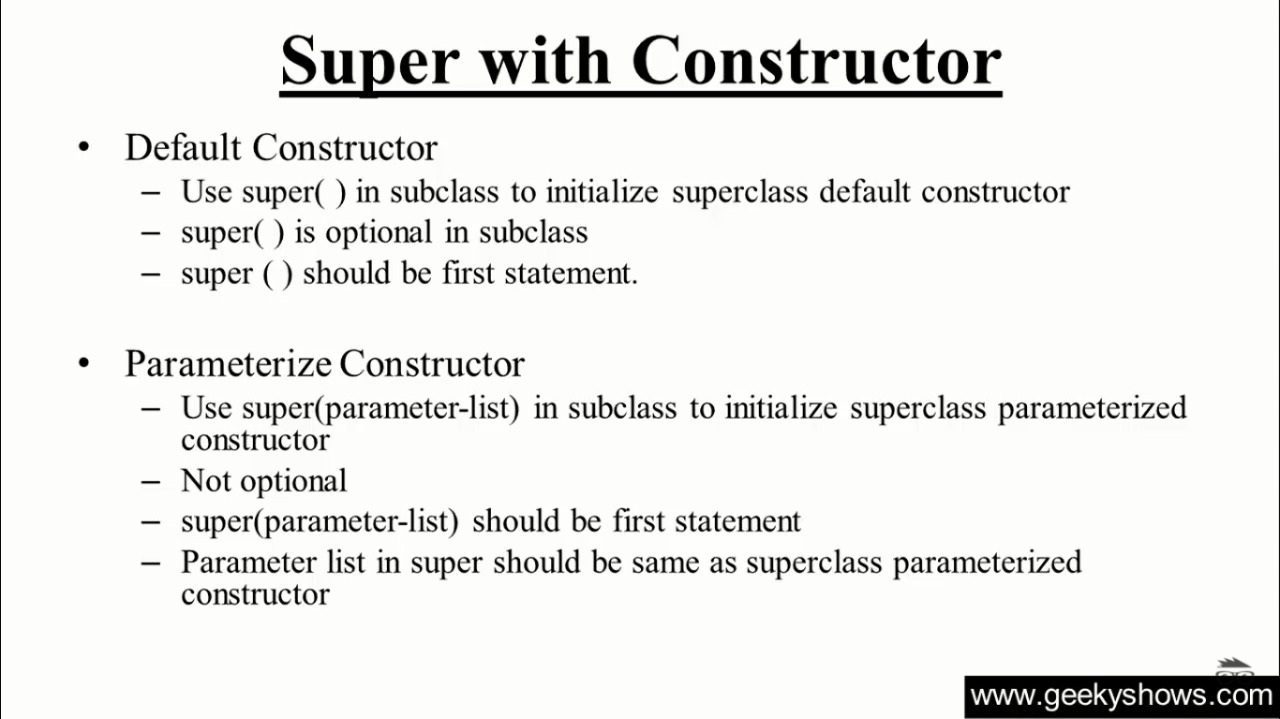 Super with Constructor
• Default Constructor
– Use super( ) in subclass to initialize superclass default constructor
– super( ) is optional in subclass
– super ( ) should be first statement.
• Parameterize Constructor
– Use super(parameter-list) in subclass to initialize superclass parameterized
constructor
– Not optional
– super(parameter-list) should be first statement
– Parameter list in super should be same as superclass parameterized
constructor
www.geekyshows.com